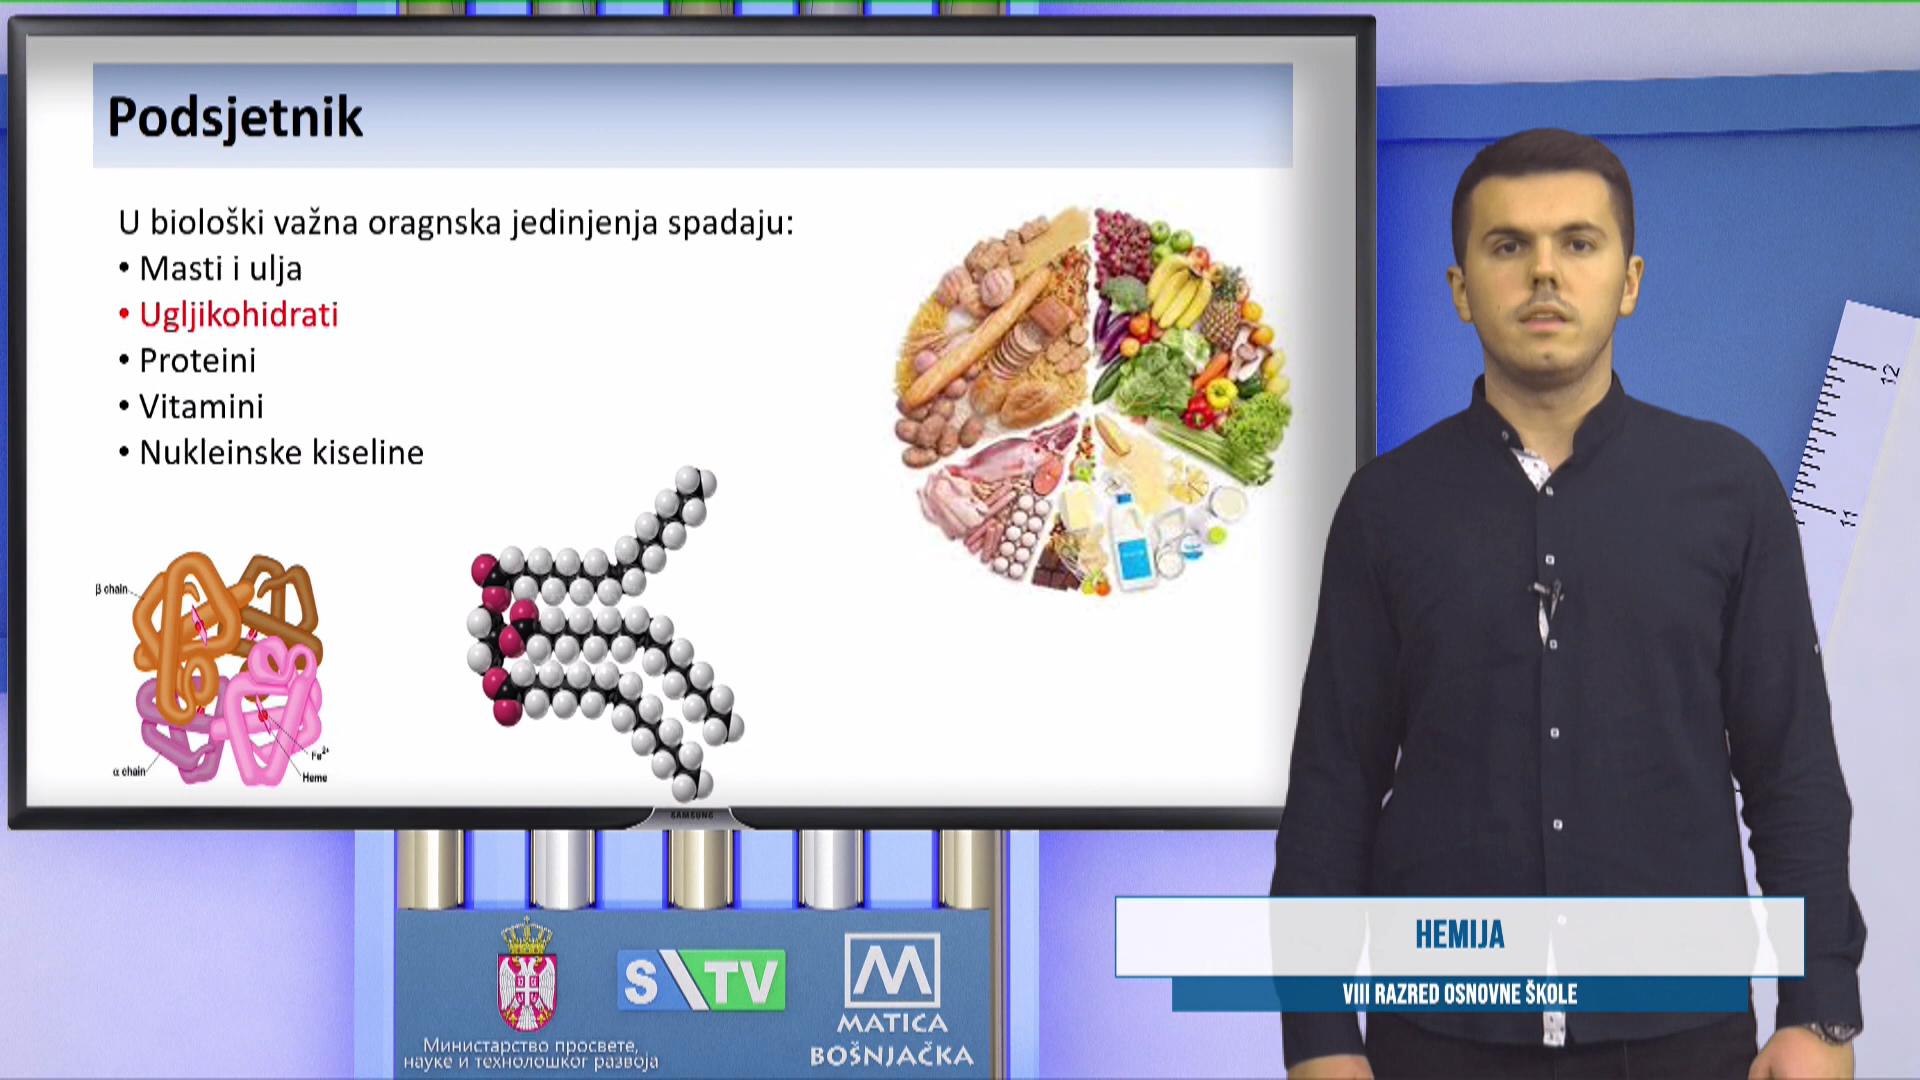 Podsjetnik
U biološki važna oragnska jedinjenja spadaju:
• Masti i ulja
• Ugljikohidrati
• Proteini
• Vitamini
• Nukleinske kiseline
β chain
α chain
Fe2+
Heme
SAMSUNG
12
11
HEMIJA
VIII RAZRED OSNOVNE ŠKOLE
Министарство просвете,
науке и технолошког развоја
S TV
MATICA
BOŠNJAČKA